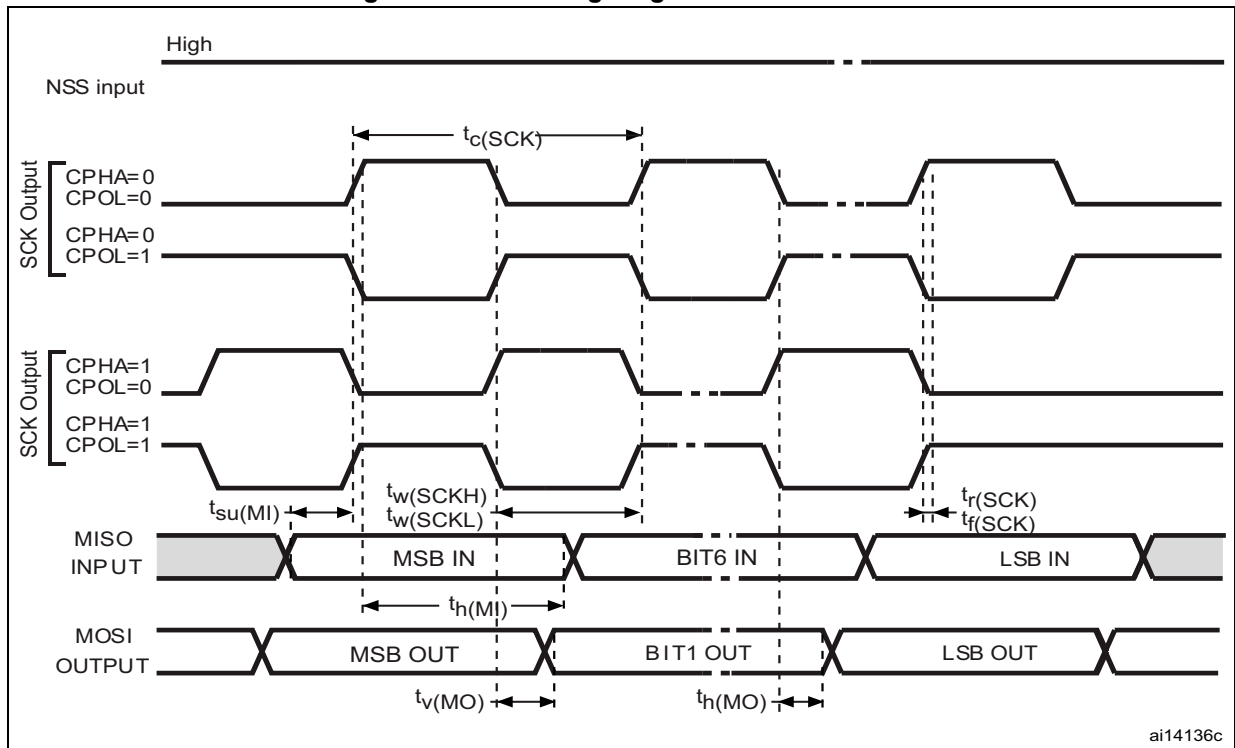 High
NSS input
tc(SCK)
SCK Output
CPHA=0
CPOL=0
CPHA=0
CPOL=1
SCK Output
CPHA=1
CPOL=0
CPHA=1
CPOL=1
tsu(MI)
tw(SCKH)
tw(SCKL)
tr(SCK)
tf(SCK)
MISO
INPUT
MSB IN
BIT6 IN
LSB IN
th(MI)
MOSI
OUTPUT
MSB OUT
BIT1 OUT
LSB OUT
tv(MO)
th(MO)
ai14136c